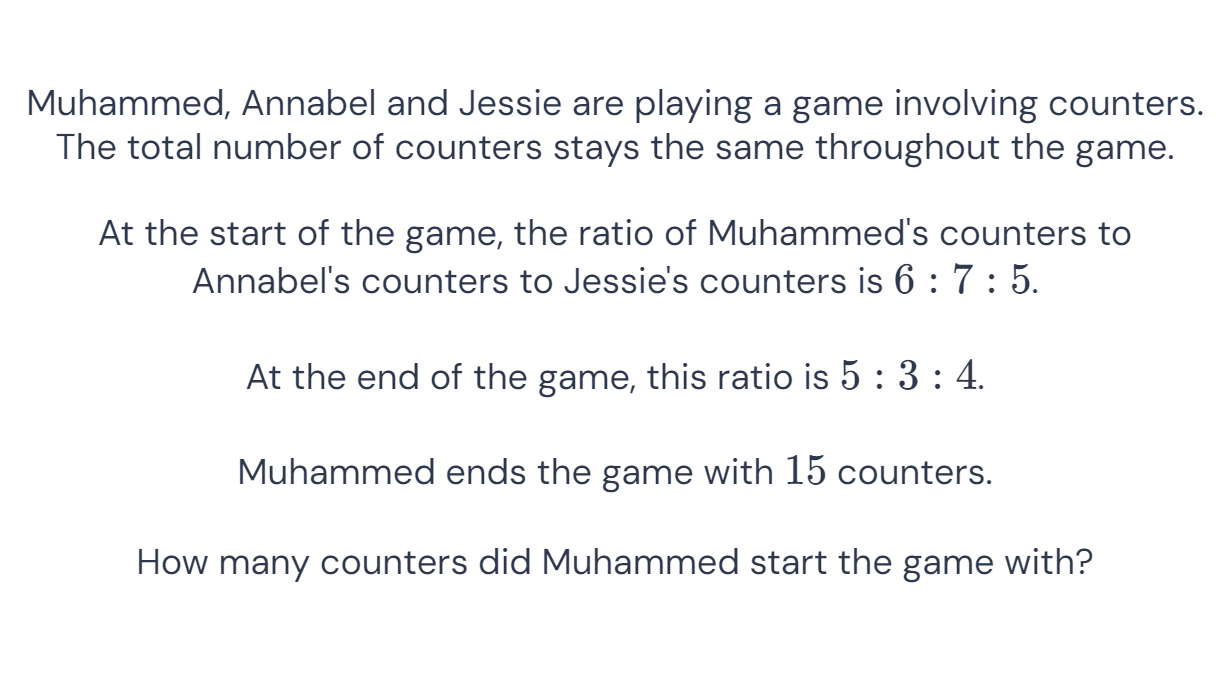 Muhammed, Annabel and Jessie are playing a game involving counters.
The total number of counters stays the same throughout the game.
At the start of the game, the ratio of Muhammed's counters to
Annabel's counters to Jessie's counters is 6 : 7 : 5.
At the end of the game, this ratio is 5 : 3 : 4.
Muhammed ends the game with 15 counters.
How many counters did Muhammed start the game with?